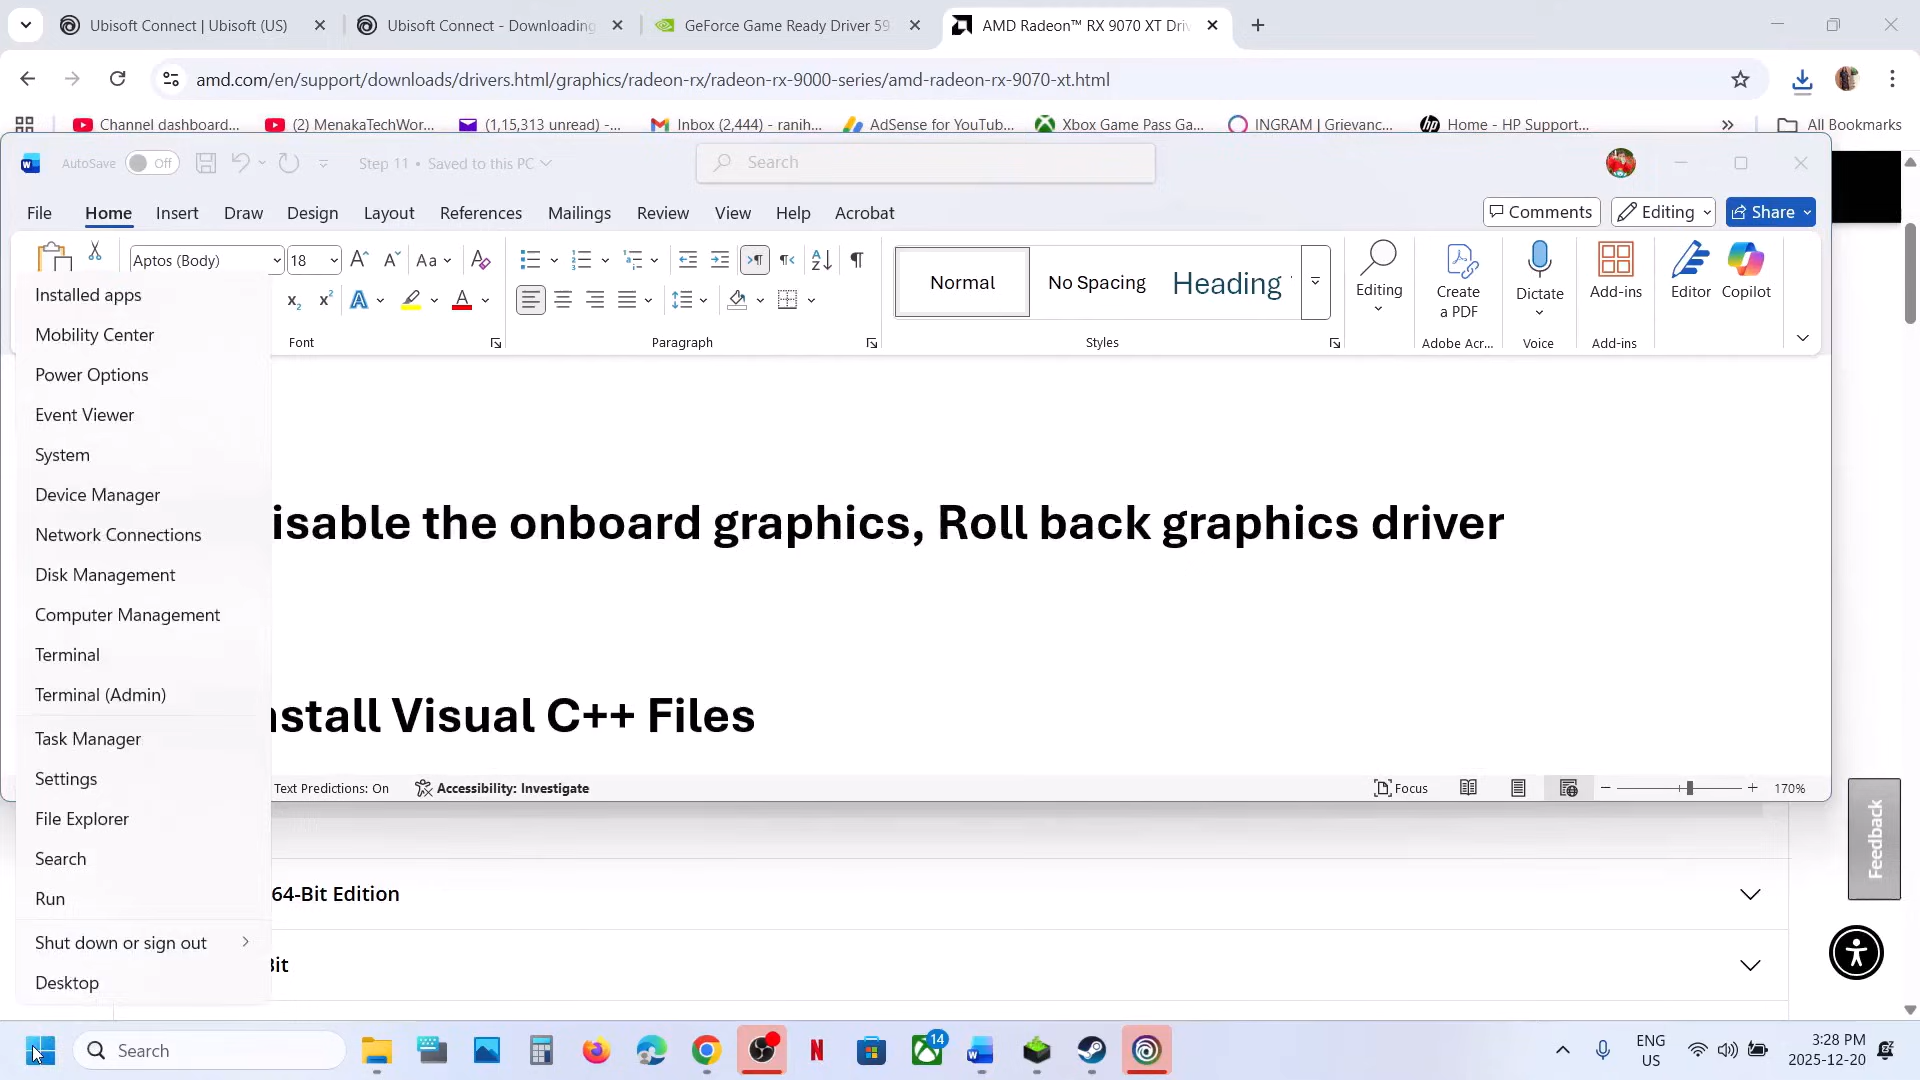 Ubisoft Connect | Ubisoft (US)
Ubisoft Connect - Downloading
GeForce Game Ready Driver 59
AMD Radeon™ RX 9070 XT Driv
amd.com/en/support/downloads/drivers.html/graphics/radeon-rx/radeon-rx-9000-series/amd-radeon-rx-9070-xt.html
Channel dashboard...
(2) MenakaTechWor...
(1,15,313 unread) -...
Inbox (2,444) - ranih...
AdSense for YouTub...
Xbox Game Pass Ga...
INGRAM | Grievanc...
Home - HP Support...
All Bookmarks
AutoSave Off
Step 11 • Saved to this PC
Search
File Home Insert Draw Design Layout References Mailings Review View Help Acrobat
Comments Editing Share
Aptos (Body) 18
Normal No Spacing Heading
Editing
Create
a PDF
Dictate
Add-ins
Editor
Copilot
Font Paragraph Styles Adobe Acr... Voice Add-ins
Installed apps
Mobility Center
Power Options
Event Viewer
System
Device Manager
Network Connections
Disk Management
Computer Management
Terminal
Terminal (Admin)
Task Manager
Settings
File Explorer
Search
Run
Shut down or sign out
Desktop
isable the onboard graphics, Roll back graphics driver
nstall Visual C++ Files
Text Predictions: On Accessibility: Investigate
Focus
170%
Feedback
64-Bit Edition
Bit
Search
14
ENG
US
3:28 PM
2025-12-20